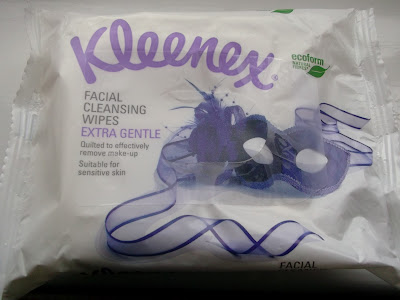 Kleenex®
ecoform
FACIAL
CLEANSING
WIPES
EXTRA GENTLE
Quilted to effectively
remove make-up
Suitable for
sensitive skin
FACIAL